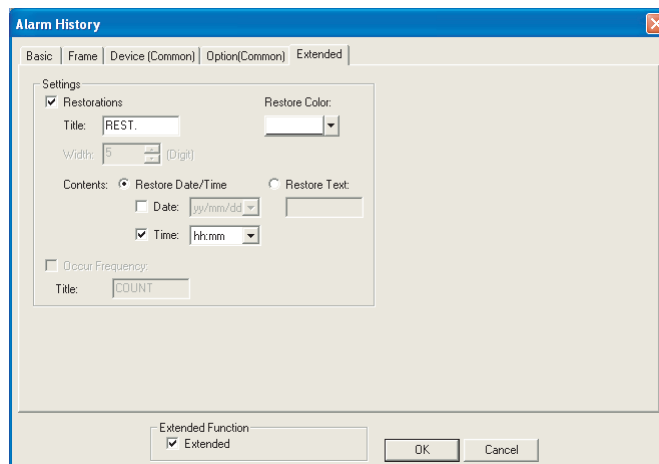 Alarm History
Basic Frame Device (Common) Option(Common) Extended
Settings
Restorations Restore Color:
Title: REST.
Width: 5 (Digit)
Contents: Restore Date/Time Restore Text:
Date: yy/mm/dd
Time: hh:mm
Occur Frequency:
Title: COUNT
Extended Function
Extended
OK Cancel